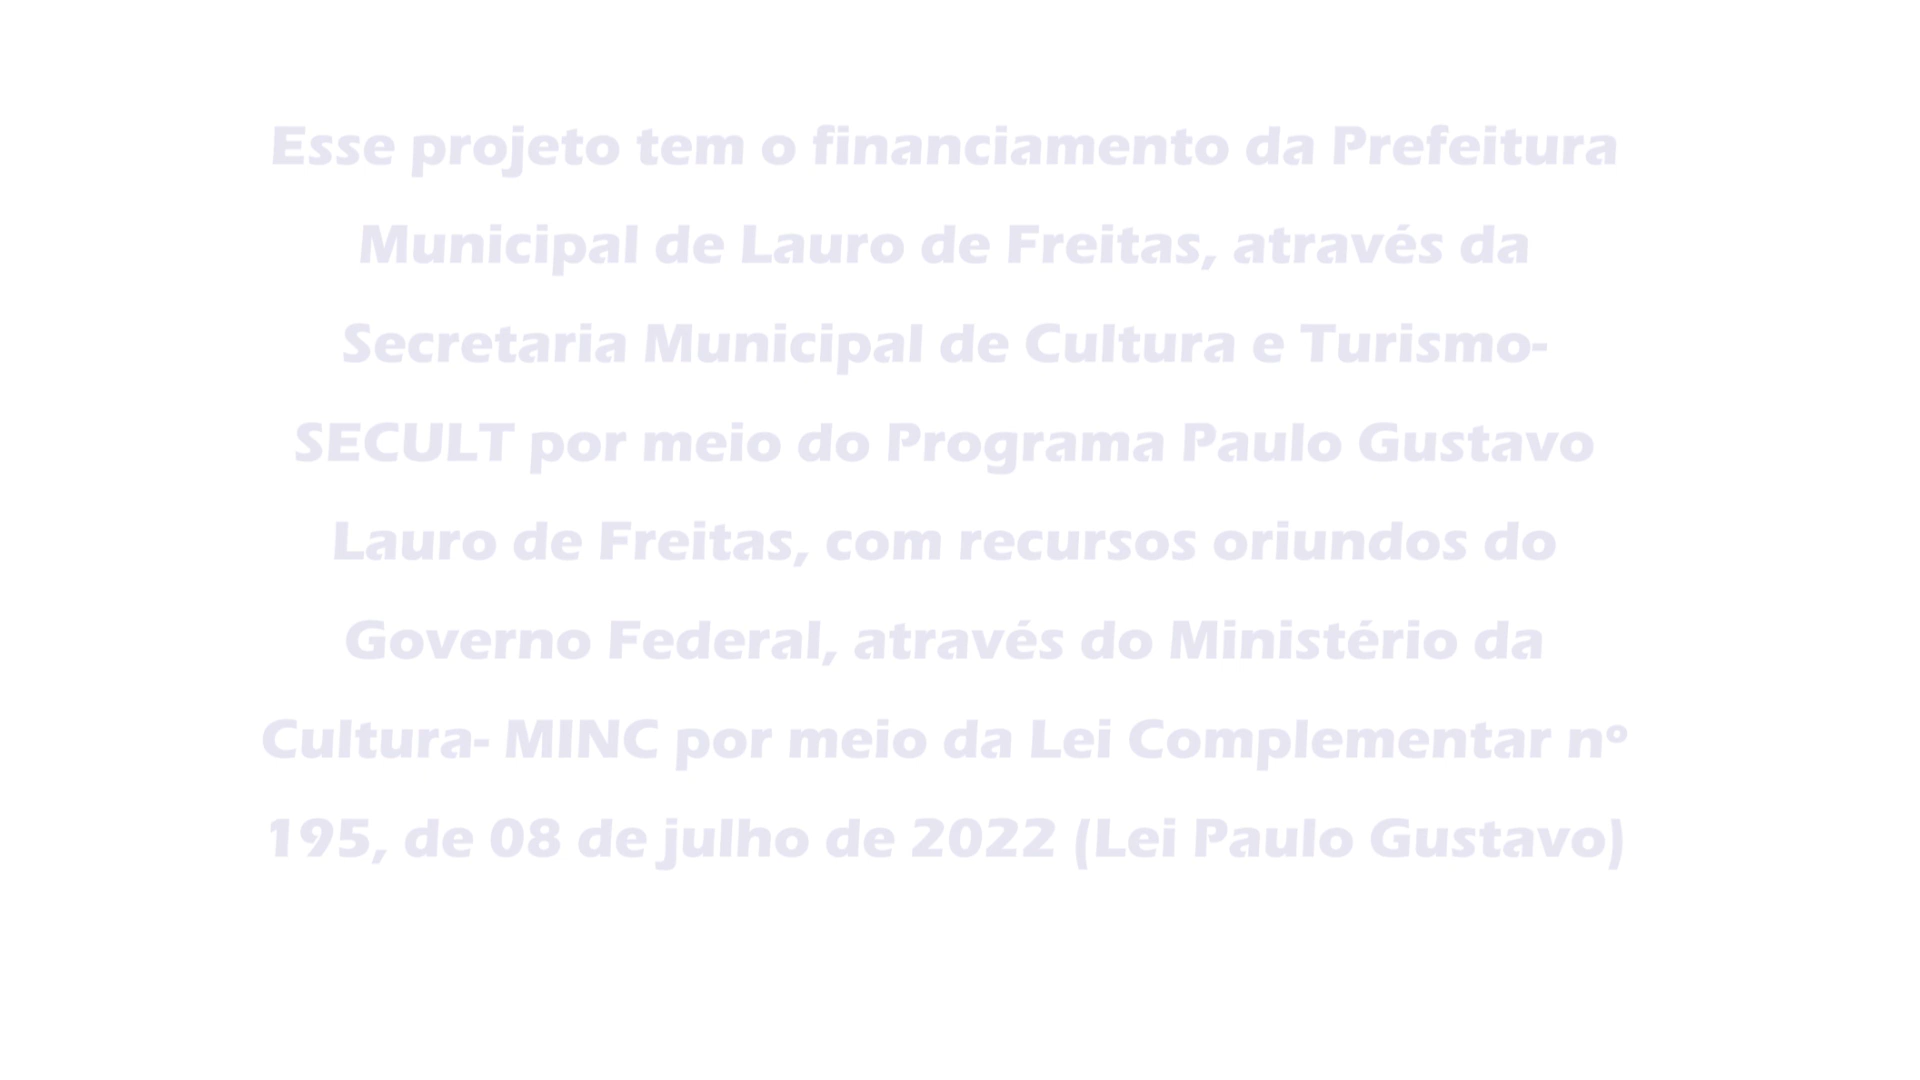 Esse projeto tem o financiamento da Prefeitura
Municipal de Lauro de Freitas, através da
Secretaria Municipal de Cultura e Turismo-
SECULT por meio do Programa Paulo Gustavo
Lauro de Freitas, com recursos oriundos do
Governo Federal, através do Ministério da
Cultura- MINC por meio da Lei Complementar nº
195, de 08 de julho de 2022 (Lei Paulo Gustavo)